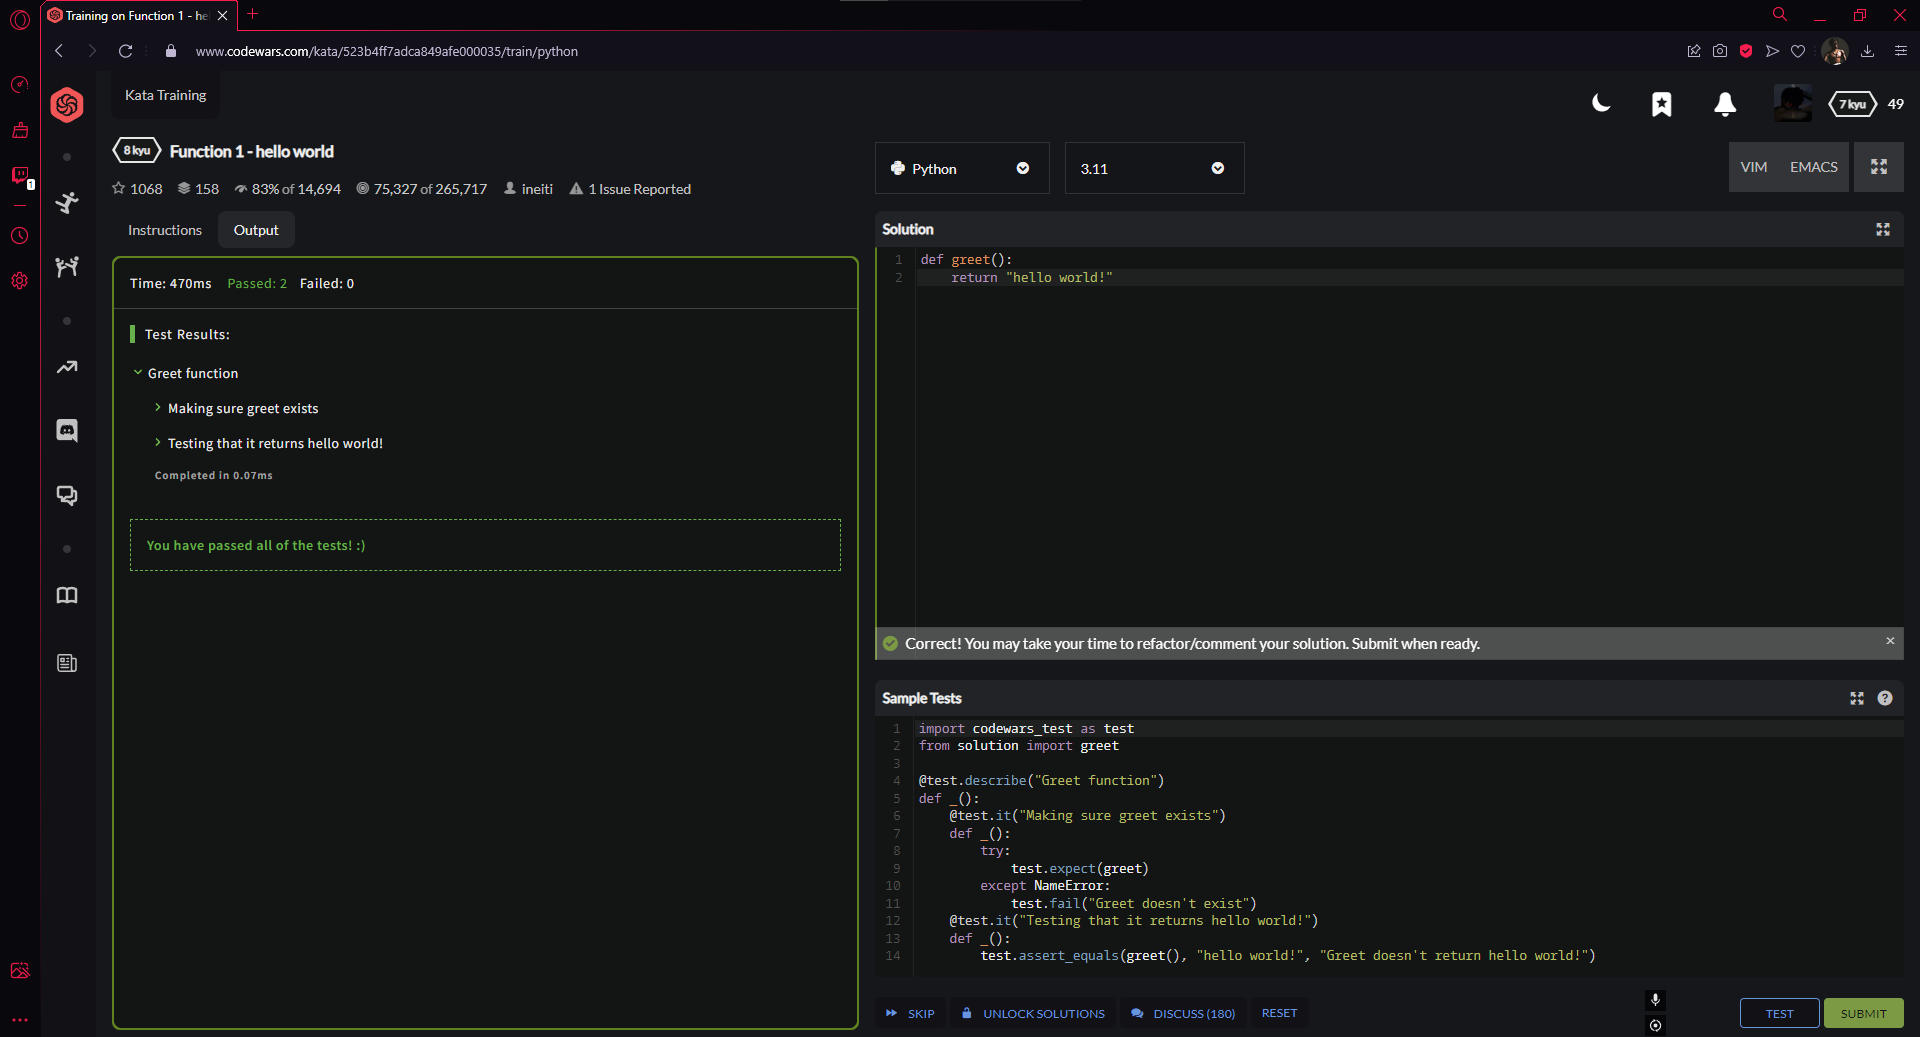 Training on Function 1 - he
www.codewars.com/kata/523b4ff7adca849afe000035/train/python
1
Kata Training
7 kyu 49
8 kyu Function 1 - hello world
1068 158 83% of 14,694 75,327 of 265,717 ineiti 1 Issue Reported
Python 3.11 VIM EMACS
Instructions Output
Time: 470ms Passed: 2 Failed: 0
Test Results:
Greet function
Making sure greet exists
Testing that it returns hello world!
Completed in 0.07ms
You have passed all of the tests! :)
Solution
1 def greet():
2     return "hello world!"
Correct! You may take your time to refactor/comment your solution. Submit when ready.
Sample Tests
?
1 import codewars_test as test
2 from solution import greet
3
4 @test.describe("Greet function")
5 def _():
6     @test.it("Making sure greet exists")
7     def _():
8         try:
9             test.expect(greet)
10         except NameError:
11             test.fail("Greet doesn't exist")
12     @test.it("Testing that it returns hello world!")
13     def _():
14         test.assert_equals(greet(), "hello world!", "Greet doesn't return hello world!")
SKIP UNLOCK SOLUTIONS DISCUSS (180) RESET TEST SUBMIT